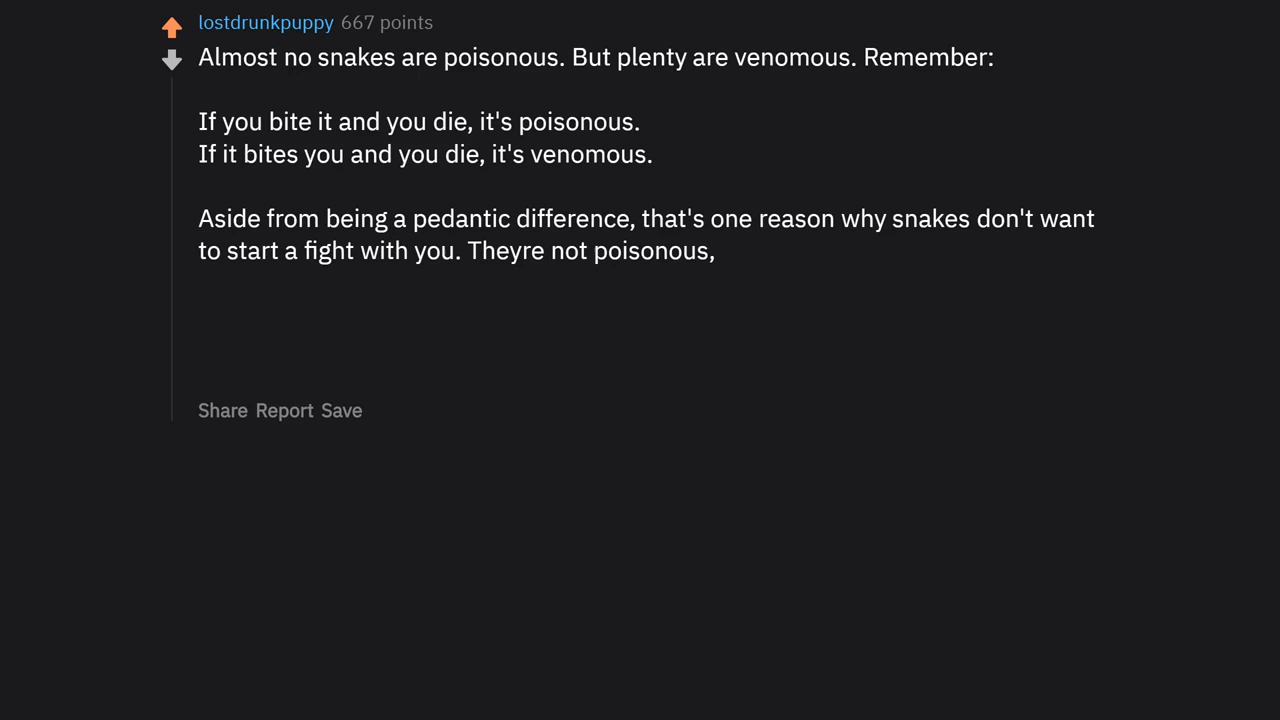 lostdrunkpuppy 667 points
Almost no snakes are poisonous. But plenty are venomous. Remember:
If you bite it and you die, it's poisonous.
If it bites you and you die, it's venomous.
Aside from being a pedantic difference, that's one reason why snakes don't want
to start a fight with you. Theyre not poisonous,
Share Report Save